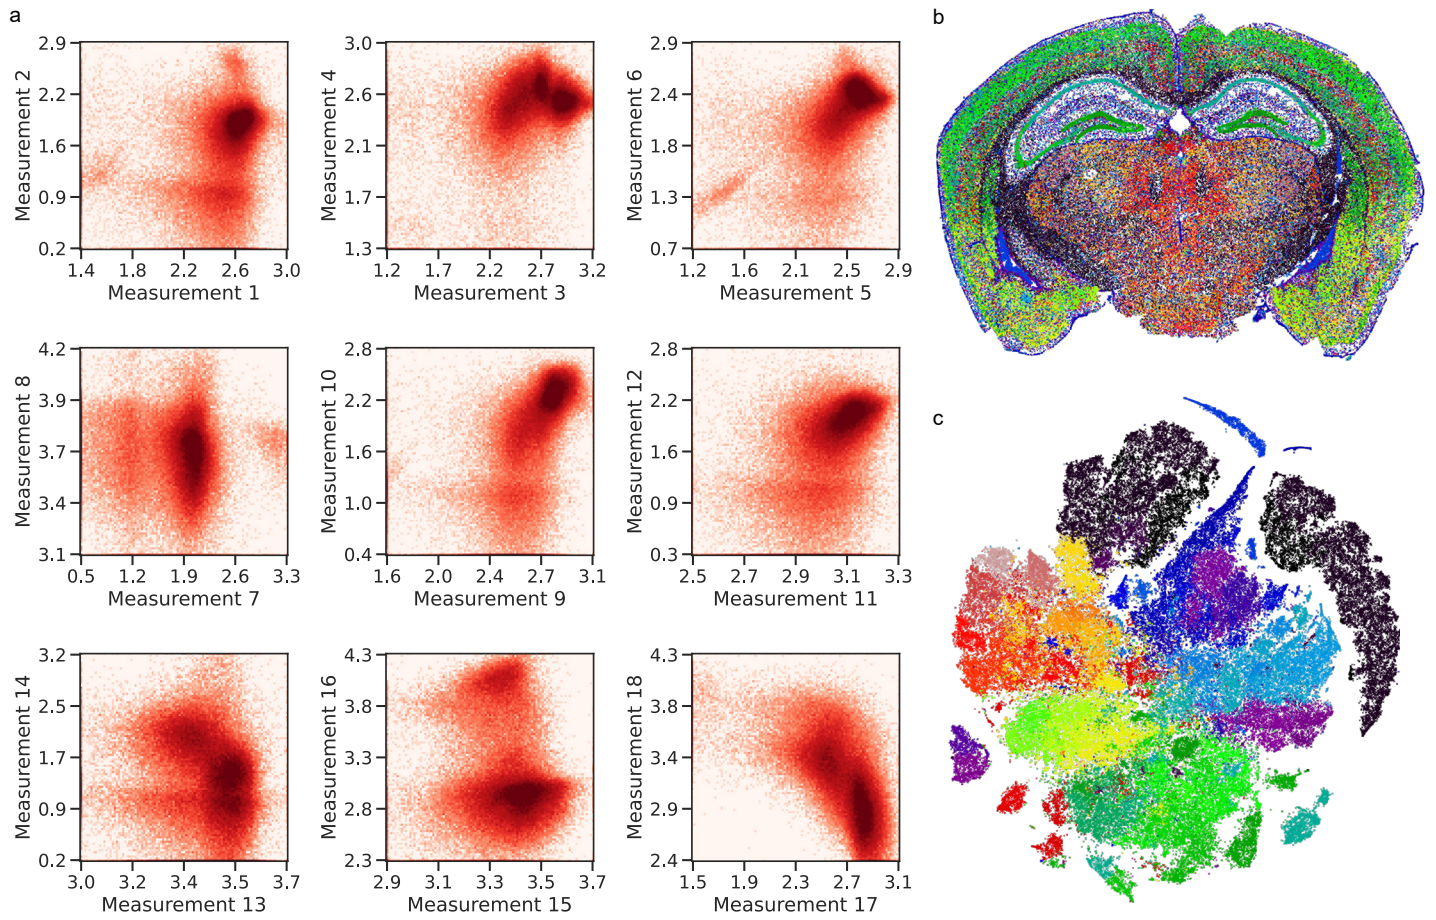 a
b
2.9
2.2
1.6
0.9
0.2
Measurement 2
1.4 1.8 2.2 2.6 3.0
Measurement 1
3.0
2.6
2.1
1.7
1.3
Measurement 4
1.2 1.7 2.2 2.7 3.2
Measurement 3
2.9
2.4
1.8
1.3
0.7
Measurement 6
1.2 1.6 2.1 2.5 2.9
Measurement 5
4.2
3.9
3.7
3.4
3.1
Measurement 8
0.5 1.2 1.9 2.6 3.3
Measurement 7
2.8
2.2
1.6
1.0
0.4
Measurement 10
1.6 2.0 2.4 2.7 3.1
Measurement 9
2.8
2.2
1.6
0.9
0.3
Measurement 12
2.5 2.7 2.9 3.1 3.3
Measurement 11
c
3.2
2.5
1.7
0.9
0.2
Measurement 14
3.0 3.2 3.4 3.5 3.7
Measurement 13
4.3
3.8
3.3
2.8
2.3
Measurement 16
2.9 3.1 3.3 3.5 3.7
Measurement 15
4.3
3.8
3.4
2.9
2.4
Measurement 18
1.5 1.9 2.3 2.7 3.1
Measurement 17